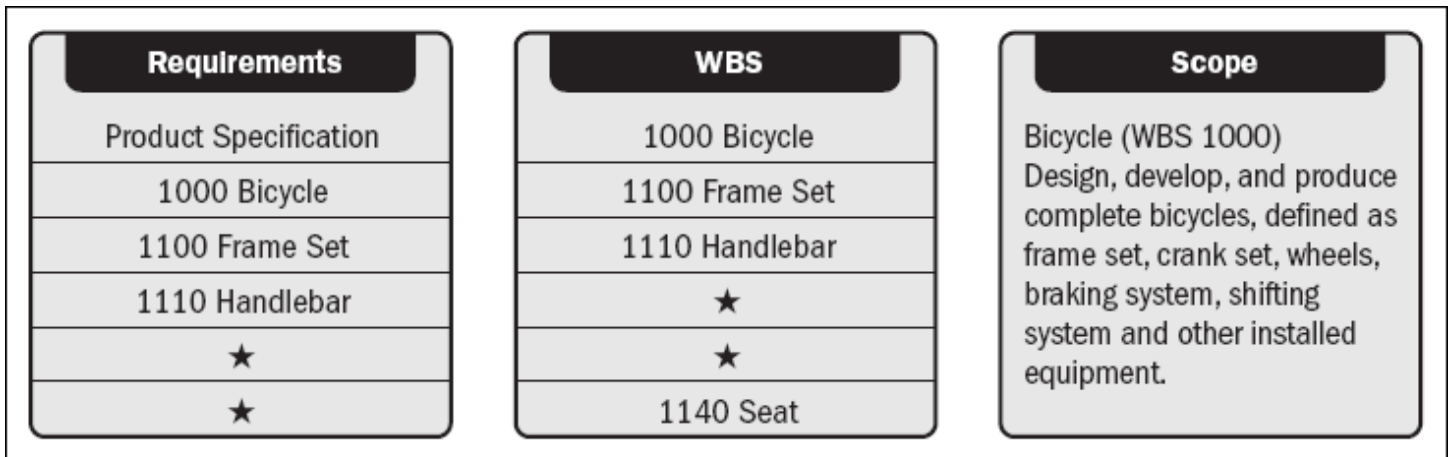 Requirements
Product Specification
1000 Bicycle
1100 Frame Set
1110 Handlebar
★
★
WBS
1000 Bicycle
1100 Frame Set
1110 Handlebar
★
★
1140 Seat
Scope
Bicycle (WBS 1000)
Design, develop, and produce
complete bicycles, defined as
frame set, crank set, wheels,
braking system, shifting
system and other installed
equipment.